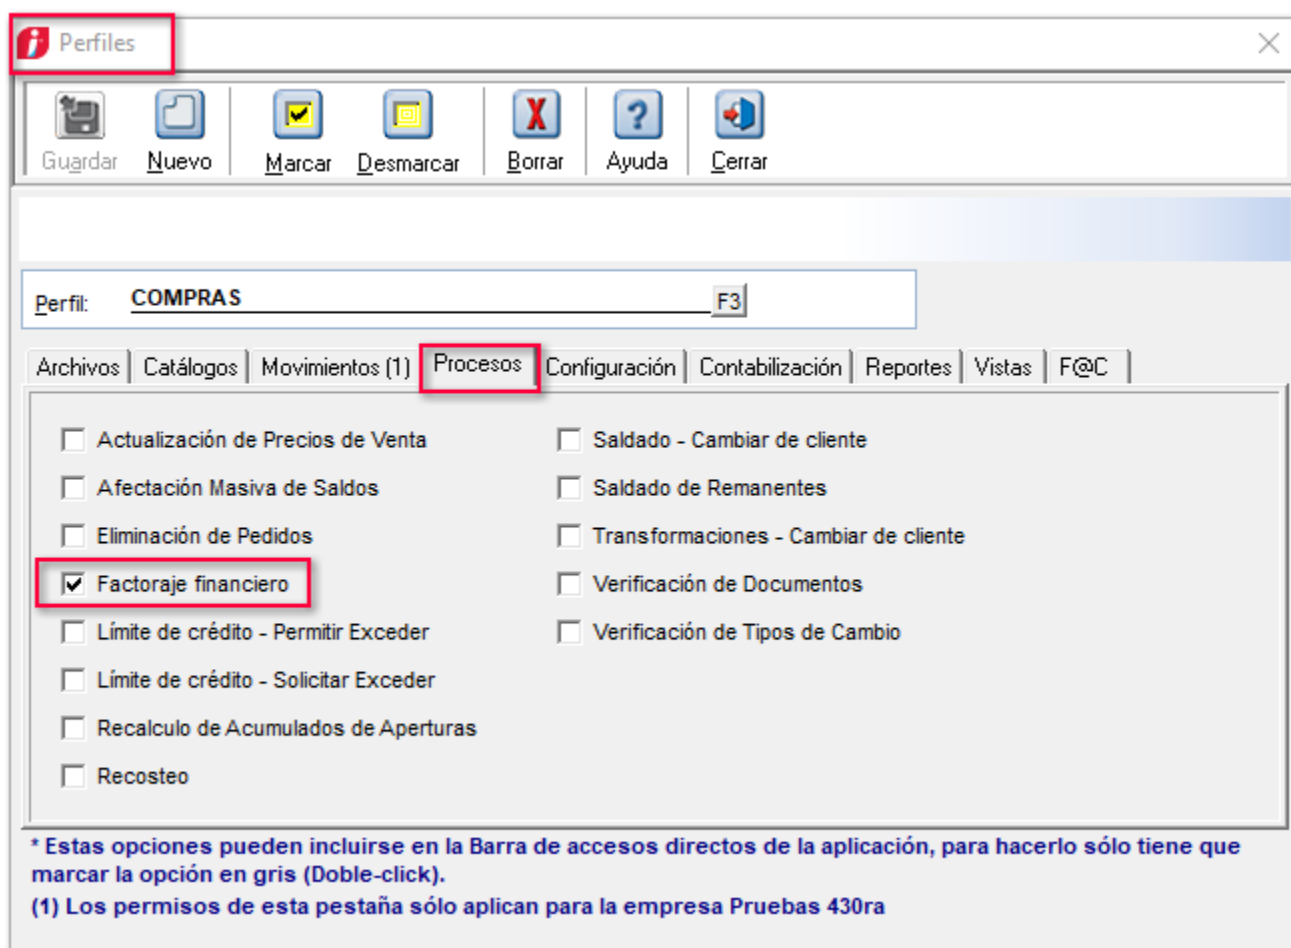 Perfiles
Guardar Nuevo Marcar Desmarcar Borrar Ayuda Cerrar
Perfil: COMPRAS F3
Archivos Catálogos Movimientos (1) Procesos Configuración Contabilización Reportes Vistas F@C
Actualización de Precios de Venta
Afectación Masiva de Saldos
Eliminación de Pedidos
Factoraje financiero
Límite de crédito - Permitir Exceder
Límite de crédito - Solicitar Exceder
Recalculo de Acumulados de Aperturas
Recosteo
Saldado - Cambiar de cliente
Saldado de Remanentes
Transformaciones - Cambiar de cliente
Verificación de Documentos
Verificación de Tipos de Cambio
* Estas opciones pueden incluirse en la Barra de accesos directos de la aplicación, para hacerlo sólo tiene que
marcar la opción en gris (Doble-click).
(1) Los permisos de esta pestaña sólo aplican para la empresa Pruebas 430ra